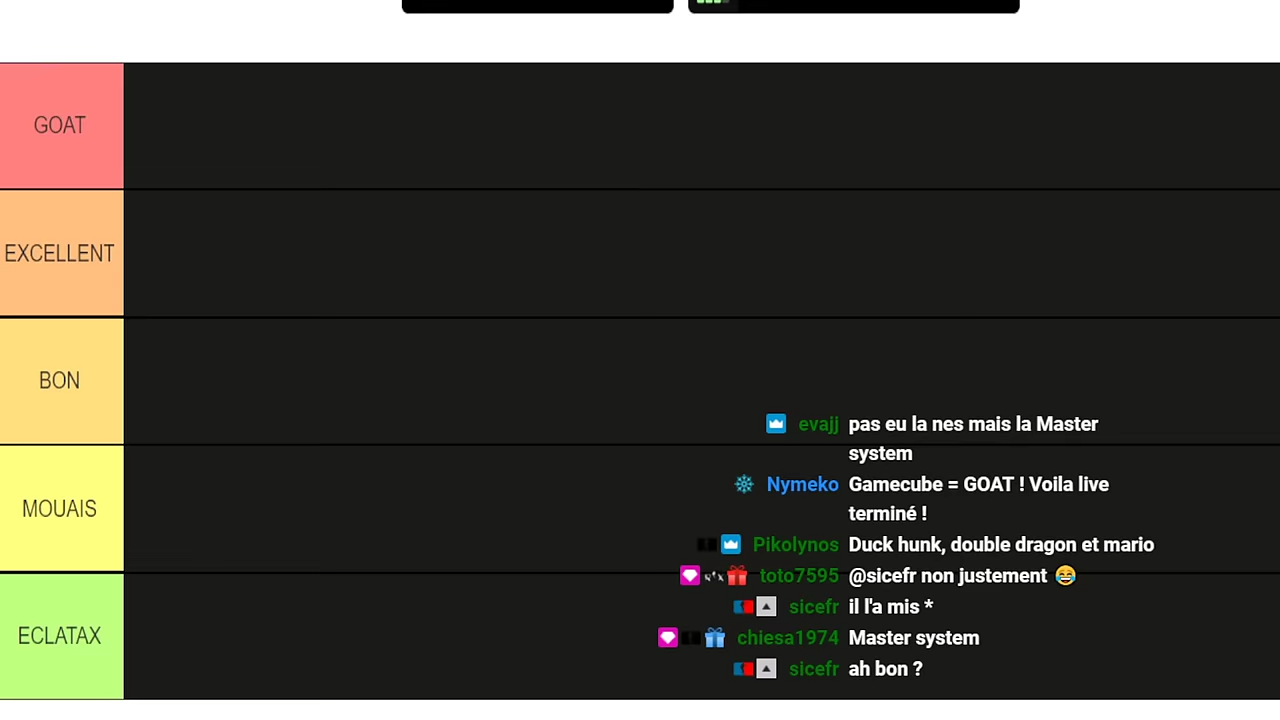 GOAT
EXCELLENT
BON
MOUAIS
ECLATAX
evajj pas eu la nes mais la Master
system
Nymeko Gamecube = GOAT ! Voila live
terminé !
Pikolynos Duck hunk, double dragon et mario
toto7595 @sicefr non justement 😂
sicefr il l'a mis *
chiesa1974 Master system
sicefr ah bon ?